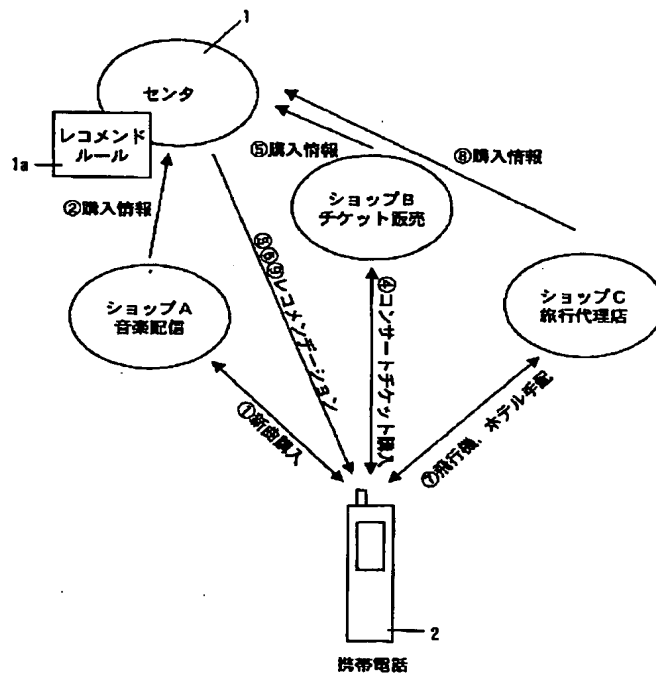 1
センタ
レコメンド
ルール
1a
②購入情報
⑤購入情報
⑧購入情報
ショップB
チケット販売
ショップA
音楽配信
ショップC
旅行代理店
⑥⑨レコメンデーション
④コンサートチケット購入
①新曲購入
⑦飛行機、ホテル手配
2
携帯電話